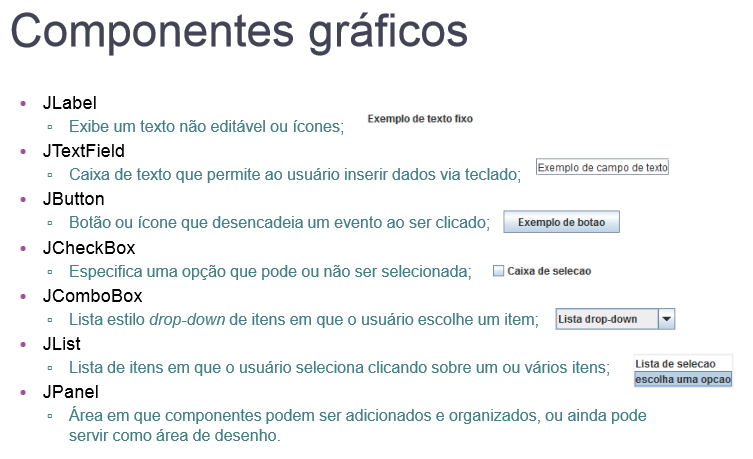 Componentes gráficos
• JLabel
▫ Exibe um texto não editável ou ícones;
Exemplo de texto fixo
• JTextField
▫ Caixa de texto que permite ao usuário inserir dados via teclado;
Exemplo de campo de texto
• JButton
▫ Botão ou ícone que desencadeia um evento ao ser clicado;
Exemplo de botao
• JCheckBox
▫ Especifica uma opção que pode ou não ser selecionada;
Caixa de selecao
• JComboBox
▫ Lista estilo drop-down de itens em que o usuário escolhe um item;
Lista drop-down
• JList
▫ Lista de itens em que o usuário seleciona clicando sobre um ou vários itens;
Lista de selecao
escolha uma opcao
• JPanel
▫ Área em que componentes podem ser adicionados e organizados, ou ainda pode
servir como área de desenho.